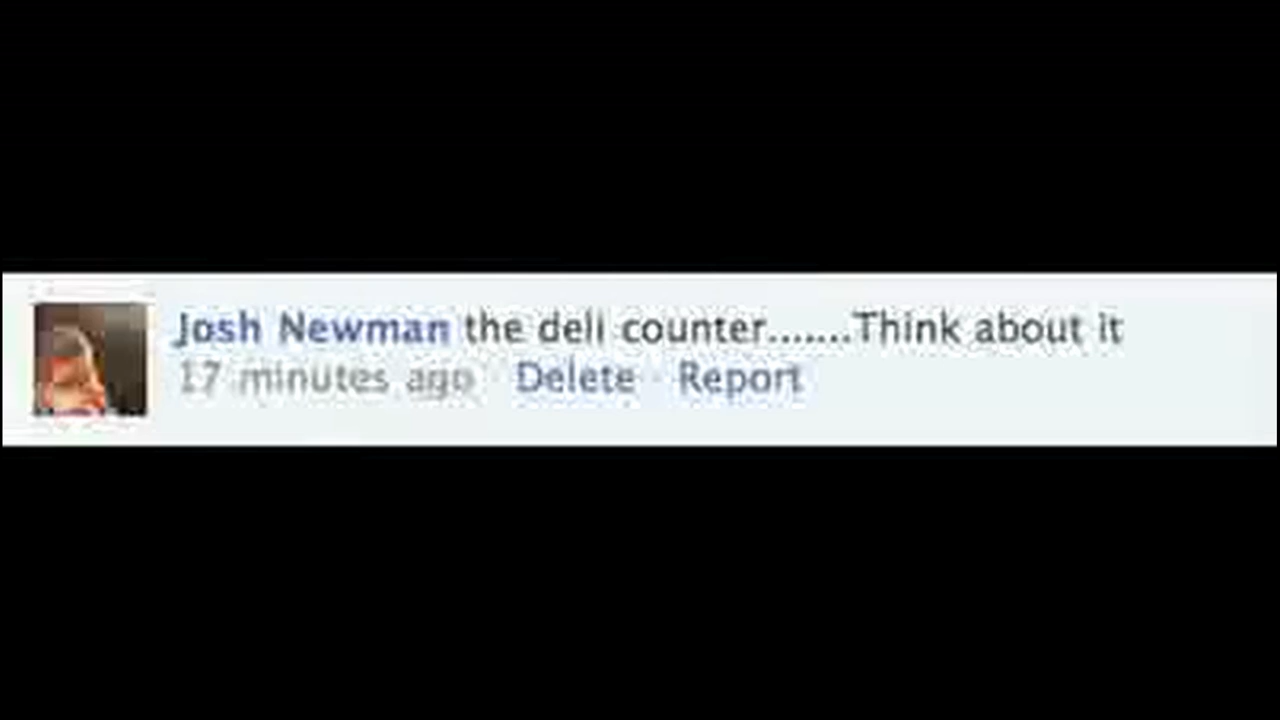 Josh Newman the deli counter.......Think about it
17 minutes ago · Delete · Report